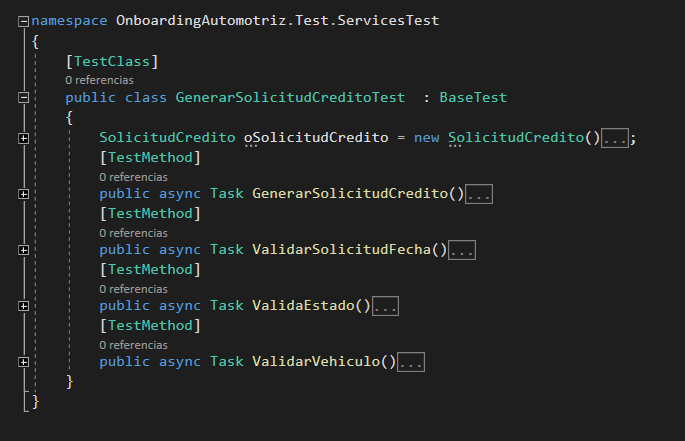 namespace OnboardingAutomotriz.Test.ServicesTest
{
[TestClass]
0 referencias
public class GenerarSolicitudCreditoTest : BaseTest
{
SolicitudCredito oSolicitudCredito = new SolicitudCredito()...;
[TestMethod]
0 referencias
public async Task GenerarSolicitudCredito()...
[TestMethod]
0 referencias
public async Task ValidarSolicitudFecha()...
[TestMethod]
0 referencias
public async Task ValidaEstado()...
[TestMethod]
0 referencias
public async Task ValidarVehiculo()...
}
}